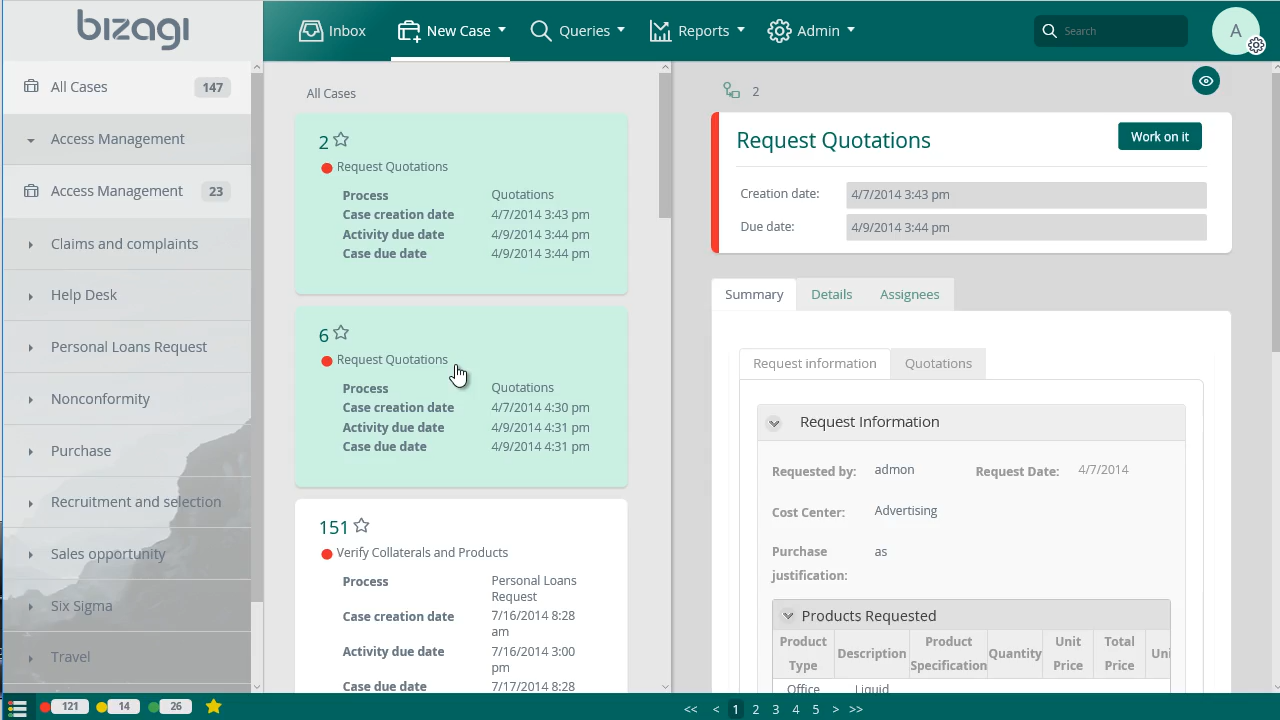 bizagi
Inbox
New Case
Queries
Reports
Admin
Search
A
All Cases 147
Access Management
Access Management 23
Claims and complaints
Help Desk
Personal Loans Request
Nonconformity
Purchase
Recruitment and selection
Sales opportunity
Six Sigma
Travel
All Cases
2
Request Quotations
Process Quotations
Case creation date 4/7/2014 3:43 pm
Activity due date 4/9/2014 3:44 pm
Case due date 4/9/2014 3:44 pm
6
Request Quotations
Process Quotations
Case creation date 4/7/2014 4:30 pm
Activity due date 4/9/2014 4:31 pm
Case due date 4/9/2014 4:31 pm
151
Verify Collaterals and Products
Process Personal Loans
Request
Case creation date 7/16/2014 8:28
am
Activity due date 7/16/2014 3:00
pm
Case due date 7/17/2014 8:28
2
Request Quotations
Work on it
Creation date: 4/7/2014 3:43 pm
Due date: 4/9/2014 3:44 pm
Summary Details Assignees
Request information Quotations
Request Information
Requested by: admon Request Date: 4/7/2014
Cost Center: Advertising
Purchase as
justification:
Products Requested
Product Description Product Quantity Unit Total Uni
Type Specification Price Price
Office Liquid
121 14 26
<< < 1 2 3 4 5 > >>